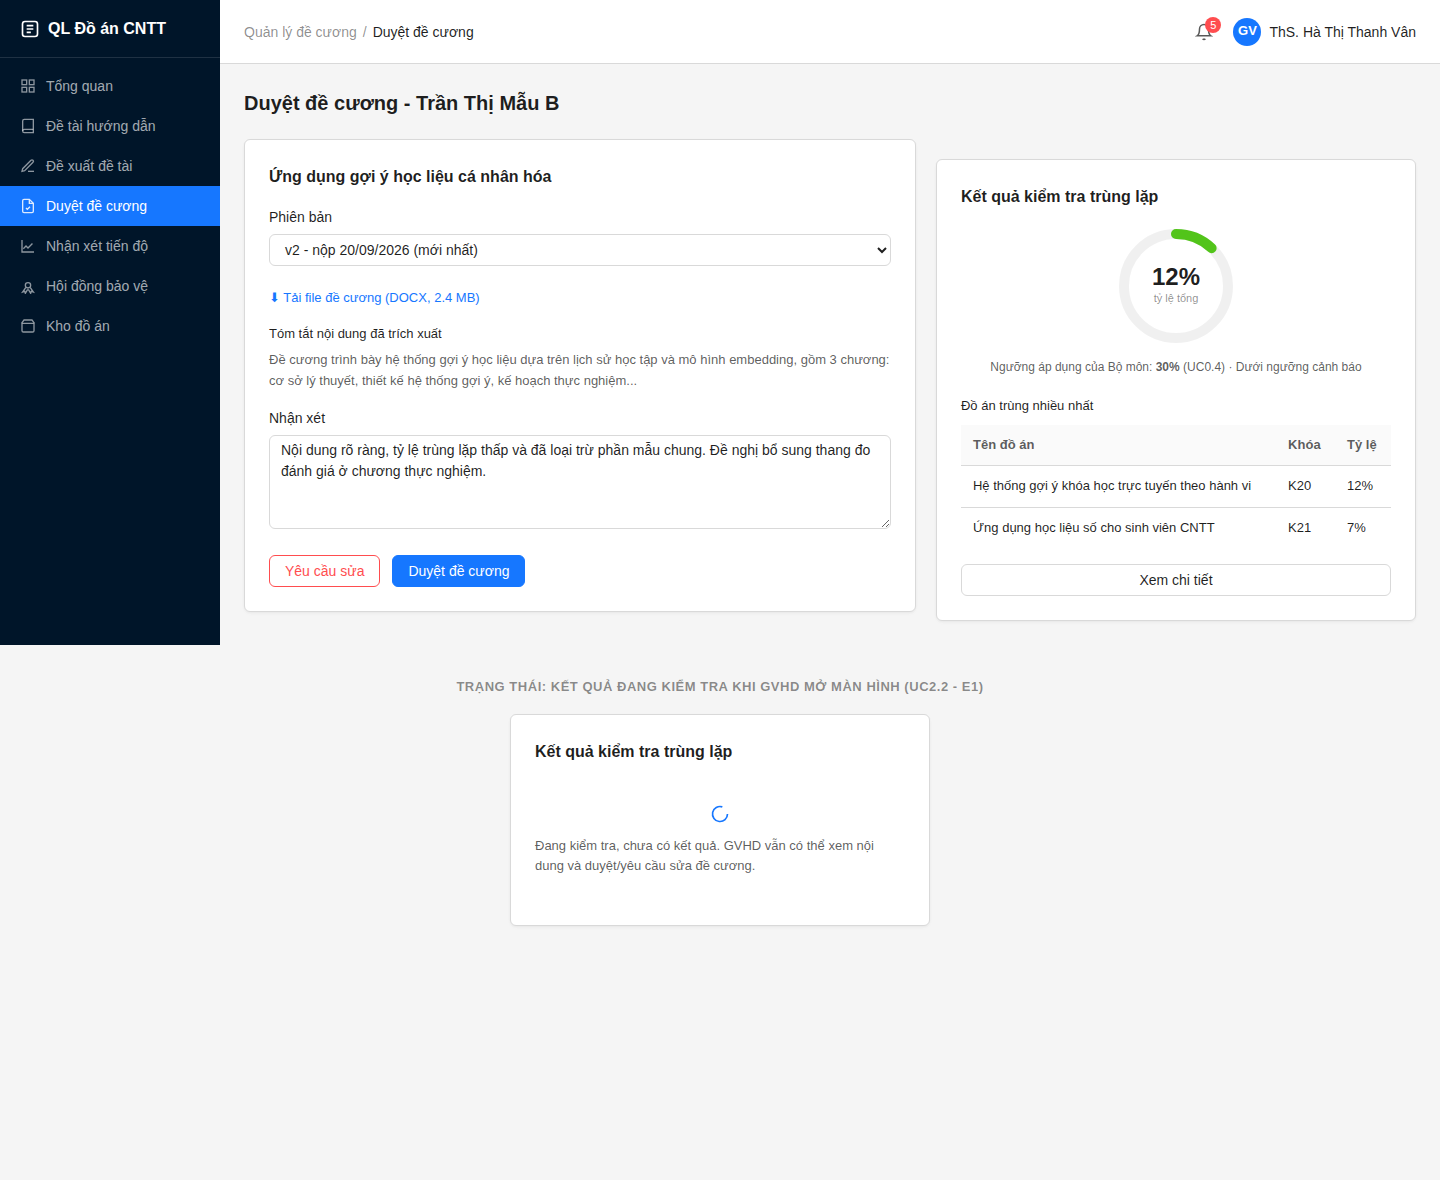 QL Đồ án CNTT
Tổng quan
Đề tài hướng dẫn
Đề xuất đề tài
Duyệt đề cương
Nhận xét tiến độ
Hội đồng bảo vệ
Kho đồ án
Quản lý đề cương / Duyệt đề cương
5
GV
ThS. Hà Thị Thanh Vân
Duyệt đề cương - Trần Thị Mẫu B
Ứng dụng gợi ý học liệu cá nhân hóa
Phiên bản
v2 - nộp 20/09/2026 (mới nhất)
⬇ Tải file đề cương (DOCX, 2.4 MB)
Tóm tắt nội dung đã trích xuất
Đề cương trình bày hệ thống gợi ý học liệu dựa trên lịch sử học tập và mô hình embedding, gồm 3 chương:
cơ sở lý thuyết, thiết kế hệ thống gợi ý, kế hoạch thực nghiệm...
Nhận xét
Nội dung rõ ràng, tỷ lệ trùng lặp thấp và đã loại trừ phần mẫu chung. Đề nghị bổ sung thang đo
đánh giá ở chương thực nghiệm.
Yêu cầu sửa
Duyệt đề cương
Kết quả kiểm tra trùng lặp
12%
tỷ lệ tổng
Ngưỡng áp dụng của Bộ môn: 30% (UC0.4) · Dưới ngưỡng cảnh báo
Đồ án trùng nhiều nhất
Tên đồ án Khóa Tỷ lệ
Hệ thống gợi ý khóa học trực tuyến theo hành vi K20 12%
Ứng dụng học liệu số cho sinh viên CNTT K21 7%
Xem chi tiết
TRẠNG THÁI: KẾT QUẢ ĐANG KIỂM TRA KHI GVHD MỞ MÀN HÌNH (UC2.2 - E1)
Kết quả kiểm tra trùng lặp
Đang kiểm tra, chưa có kết quả. GVHD vẫn có thể xem nội
dung và duyệt/yêu cầu sửa đề cương.